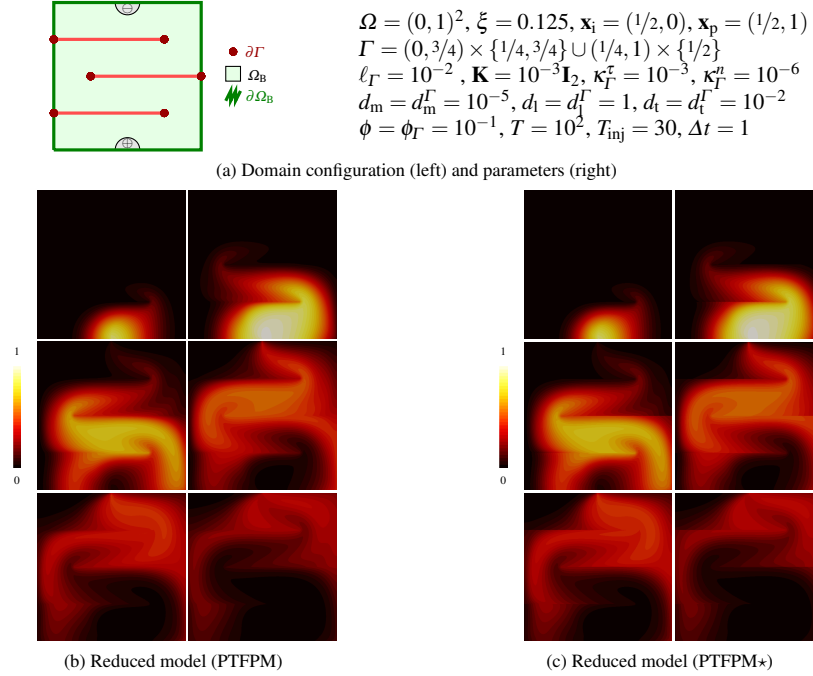 Ω = (0, 1)², ξ = 0.125, xᵢ = (1/2, 0), xₚ = (1/2, 1)
Γ = (0, 3/4) × {1/4, 3/4} ∪ (1/4, 1) × {1/2}
ℓ_Γ = 10⁻² , K = 10⁻³I₂, κ_Γ^τ = 10⁻³, κ_Γ^n = 10⁻⁶
d_m = d_m^Γ = 10⁻⁵, d_l = d_l^Γ = 1, d_t = d_t^Γ = 10⁻²
ϕ = ϕ_Γ = 10⁻¹, T = 10², T_inj = 30, Δt = 1
∂Γ
Ω_B
∂Ω_B
(a) Domain configuration (left) and parameters (right)
1
0
1
0
(b) Reduced model (PTFPM)
(c) Reduced model (PTFPM⋆)